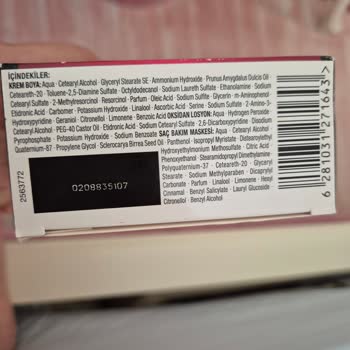 İÇİNDEKİLER:
KREM BOYA: Aqua · Cetearyl Alcohol · Glyceryl Stearate SE · Ammonium Hydroxide · Prunus Amygdalus Dulcis Oil ·
Ceteareth-20 · Toluene-2,5-Diamine Sulfate · Octyldodecanol · Sodium Laureth Sulfate · Ethanolamine · Sodium
Cetearyl Sulfate · 2-Methylresorcinol · Resorcinol · Parfum · Oleic Acid · Sodium Sulfite · Glycerin · m-Aminophenol ·
Etidronic Acid · Carbomer · Potassium Hydroxide · Linalool · Ascorbic Acid · Serine · Sodium Sulfate · 2-Amino-3-
Hydroxypyridine · Geraniol · Citronellol · Limonene · Benzoic Acid OKSİDAN LOSYON: Aqua · Hydrogen Peroxide ·
Cetearyl Alcohol · PEG-40 Castor Oil · Etidronic Acid · Sodium Cetearyl Sulfate · 2,6-Dicarboxypyridine · Disodium
Pyrophosphate · Potassium Hydroxide · Sodium Benzoate SAÇ BAKIM MASKESİ: Aqua · Cetearyl Alcohol ·
Quaternium-87 · Propylene Glycol · Sclerocarya Birrea Seed Oil · Panthenol · Isopropyl Myristate · Distearoylethyl
Hydroxyethylmonium Methosulfate · Citric Acid ·
Phenoxyethanol · Stearamidopropyl Dimethylamine ·
Polyquaternium-37 · Ceteareth-20 · Glyceryl
Stearate · Sodium Methylparaben · Dicaprylyl
Carbonate · Parfum · Linalool · Limonene · Hexyl
Cinnamal · Benzyl Salicylate · Lauryl Glucoside
Citronellol · Benzyl Alcohol
0208835107
2563772
6 281031 271643 >